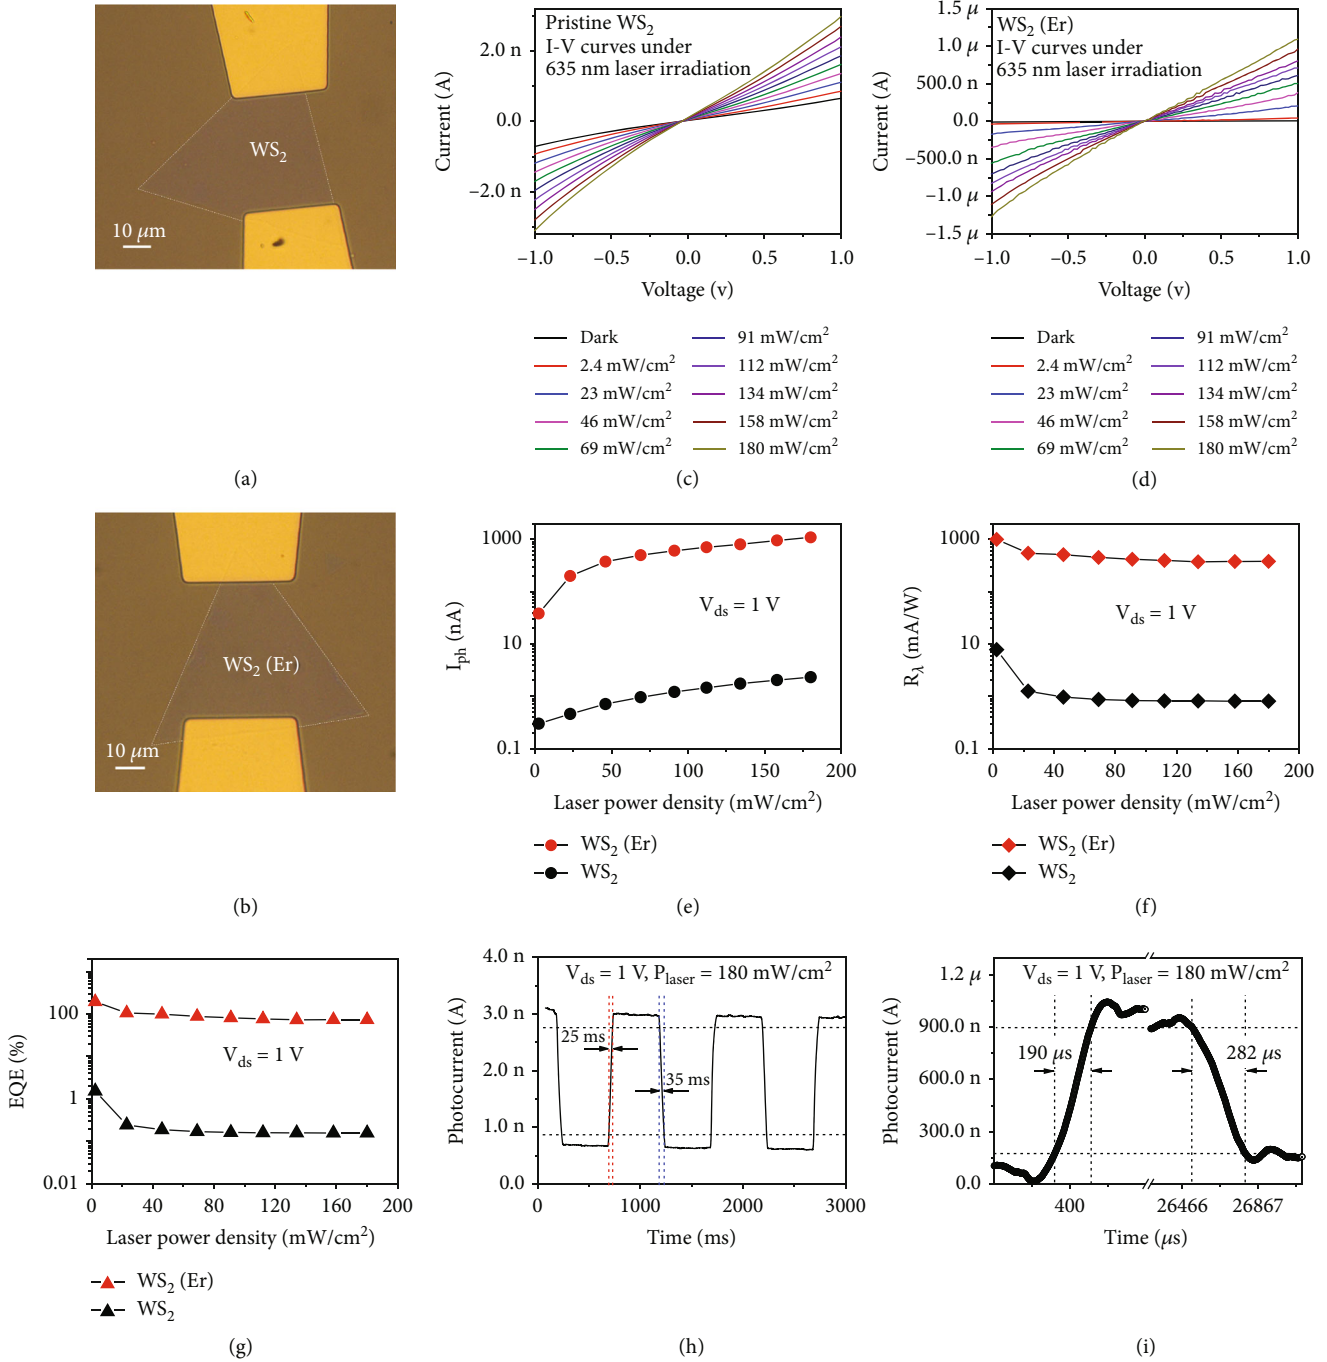 WS2
10 μm
(a)
Pristine WS2
I-V curves under
635 nm laser irradiation
Current (A)
2.0 n
0.0
−2.0 n
−1.0
−0.5
0.0
0.5
1.0
Voltage (v)
Dark
2.4 mW/cm2
23 mW/cm2
46 mW/cm2
69 mW/cm2
91 mW/cm2
112 mW/cm2
134 mW/cm2
158 mW/cm2
180 mW/cm2
(c)
WS2 (Er)
I-V curves under
635 nm laser irradiation
Current (A)
1.5 μ
1.0 μ
500.0 n
0.0
−500.0 n
−1.0 μ
−1.5 μ
−1.0
−0.5
0.0
0.5
1.0
Voltage (v)
Dark
2.4 mW/cm2
23 mW/cm2
46 mW/cm2
69 mW/cm2
91 mW/cm2
112 mW/cm2
134 mW/cm2
158 mW/cm2
180 mW/cm2
(d)
WS2 (Er)
10 μm
(b)
Iph (nA)
1000
10
0.1
Vds = 1 V
0
50
100
150
200
Laser power density (mW/cm2)
WS2 (Er)
WS2
(e)
Rλ (mA/W)
1000
10
0.1
Vds = 1 V
0
40
80
120
160
200
Laser power density (mW/cm2)
WS2 (Er)
WS2
(f)
EQE (%)
100
1
0.01
Vds = 1 V
0
40
80
120
160
200
Laser power density (mW/cm2)
WS2 (Er)
WS2
(g)
Photocurrent (A)
4.0 n
3.0 n
2.0 n
1.0 n
0.0
Vds = 1 V, Plaser = 180 mW/cm2
25 ms
35 ms
0
1000
2000
3000
Time (ms)
(h)
Photocurrent (A)
1.2 μ
900.0 n
600.0 n
300.0 n
0.0
Vds = 1 V, Plaser = 180 mW/cm2
190 μs
282 μs
400
26466
26867
Time (μs)
(i)